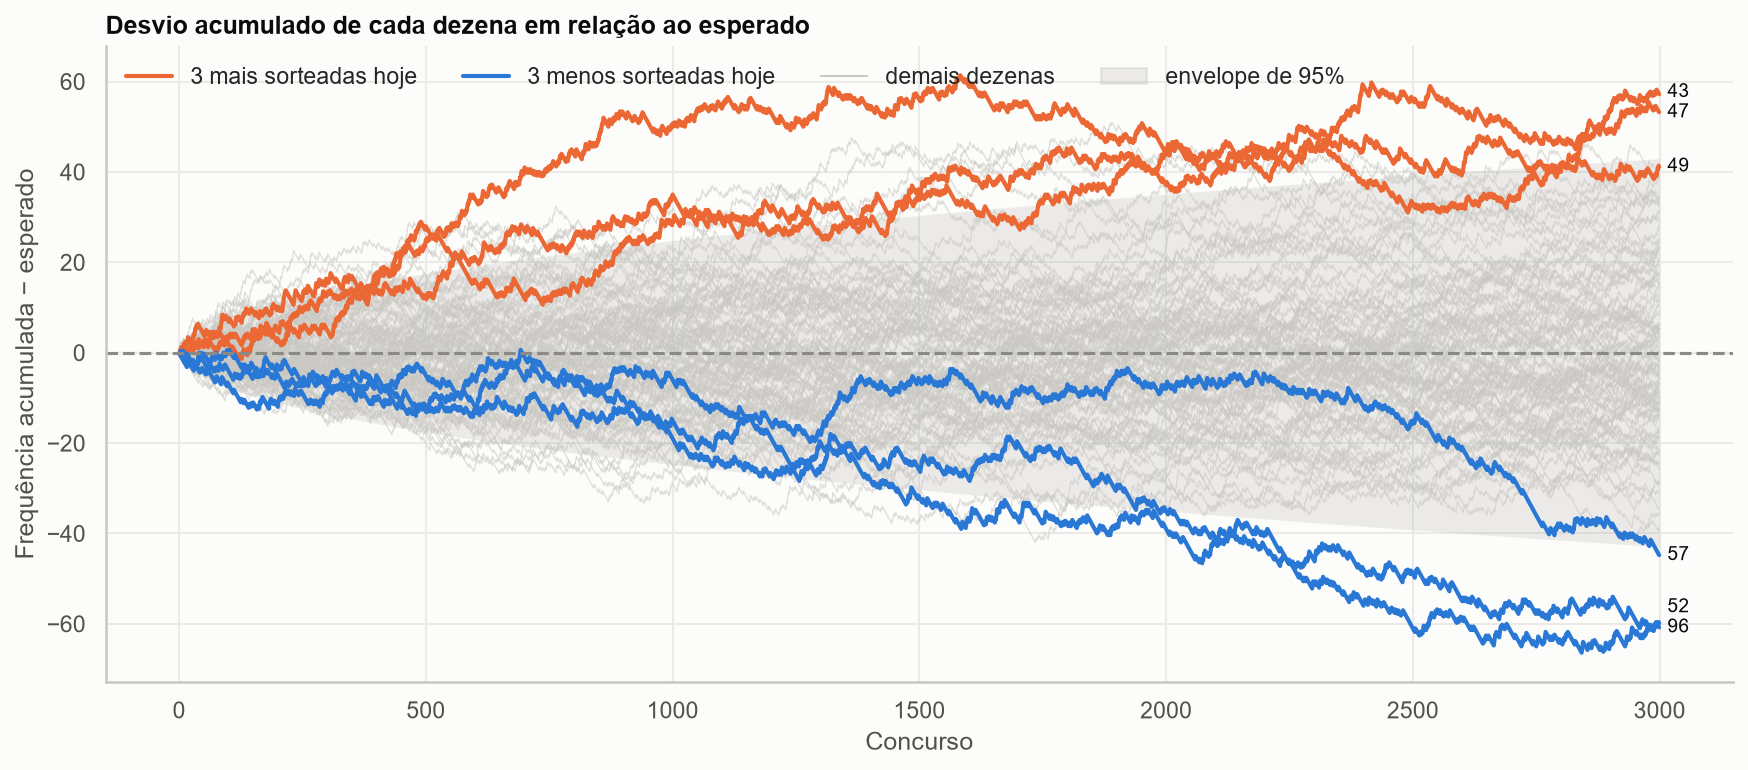 Desvio acumulado de cada dezena em relação ao esperado
3 mais sorteadas hoje
3 menos sorteadas hoje
demais dezenas
envelope de 95%
Frequência acumulada − esperado
60
40
20
0
−20
−40
−60
43
47
49
57
52
96
0
500
1000
1500
2000
2500
3000
Concurso